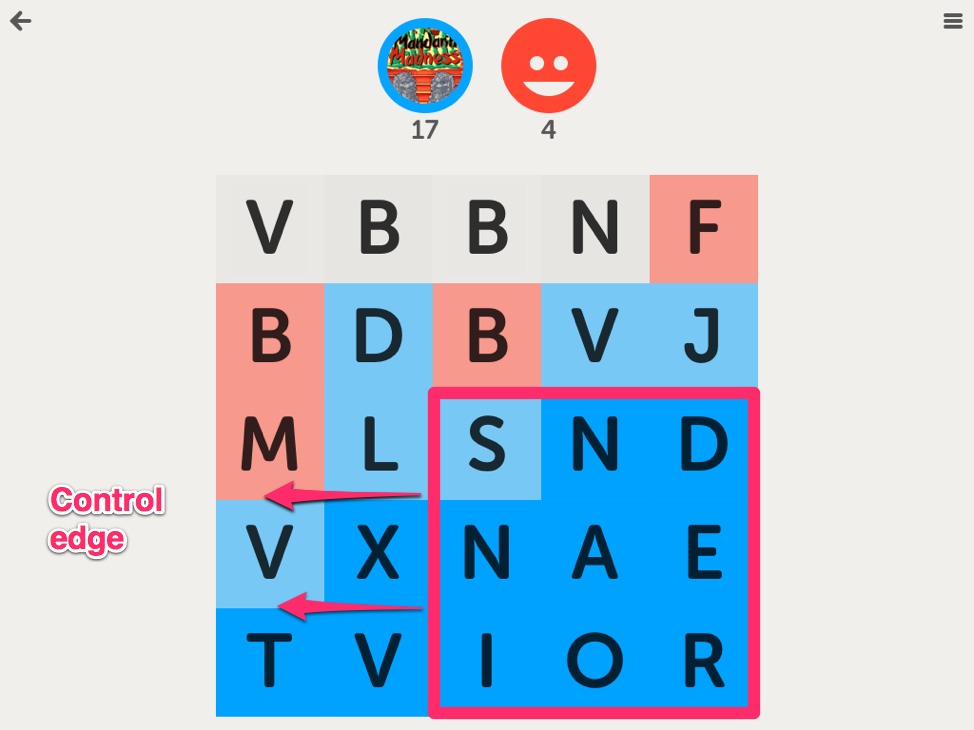 Mandarin
Madness
17
4
V B B N F
B D B V J
M L S N D
Control
edge
V X N A E
T V I O R